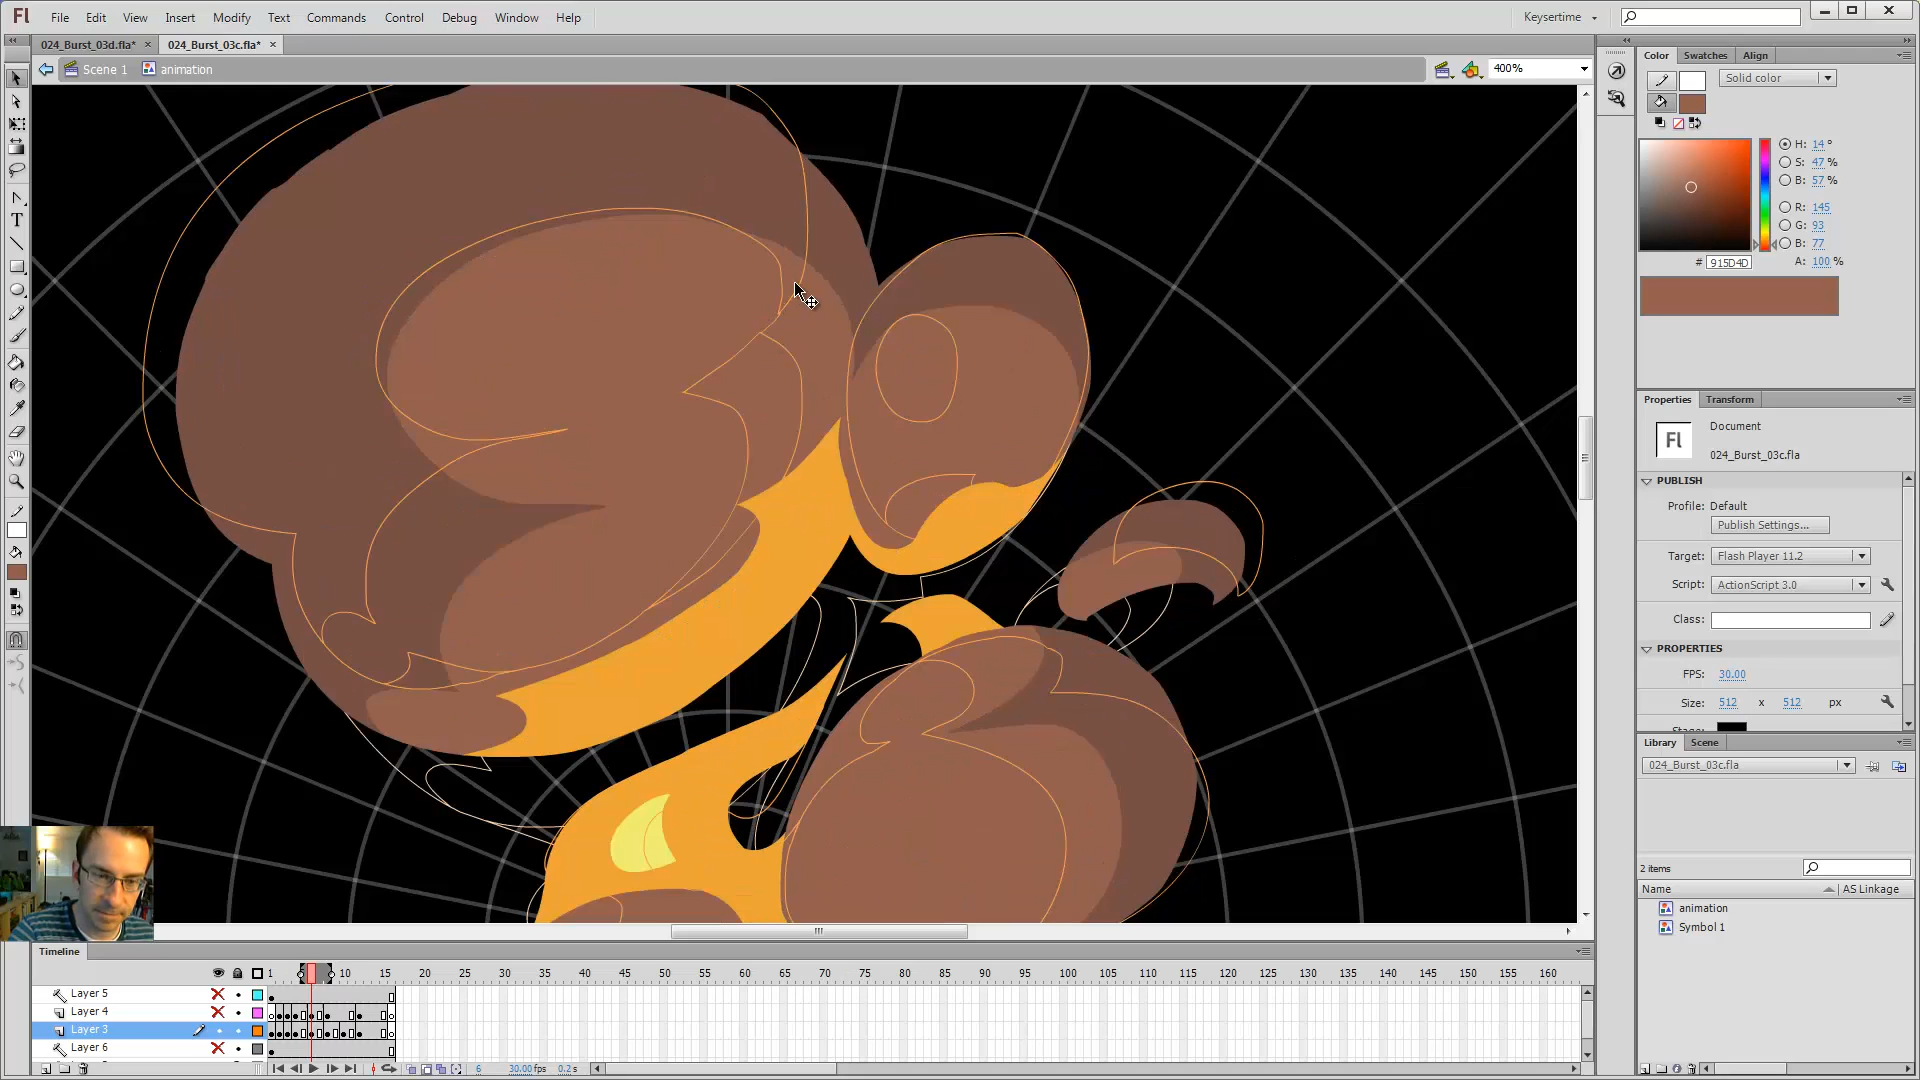 Fl File Edit View Insert Modify Text Commands Control Debug Window Help Keysertime
024_Burst_03d.fla* × 024_Burst_03c.fla* ×
Scene 1 animation 400%
Color Swatches Align
Solid color
H: 14 °
S: 47 %
B: 57 %
R: 145
G: 93
B: 77
# 915D4D A: 100 %
Properties Transform
Fl Document
024_Burst_03c.fla
PUBLISH
Profile: Default
Publish Settings...
Target: Flash Player 11.2
Script: ActionScript 3.0
Class:
PROPERTIES
FPS: 30.00
Size: 512 x 512 px
Library Scene
024_Burst_03c.fla
2 items
Name AS Linkage
animation
Symbol 1
Timeline
1 10 15 20 25 30 35 40 45 50 55 60 65 70 75 80 85 90 95 100 105 110 115 120 125 130 135 140 145 150 155 160
Layer 5
Layer 4
Layer 3
Layer 6
6 30.00 fps 0.2 s